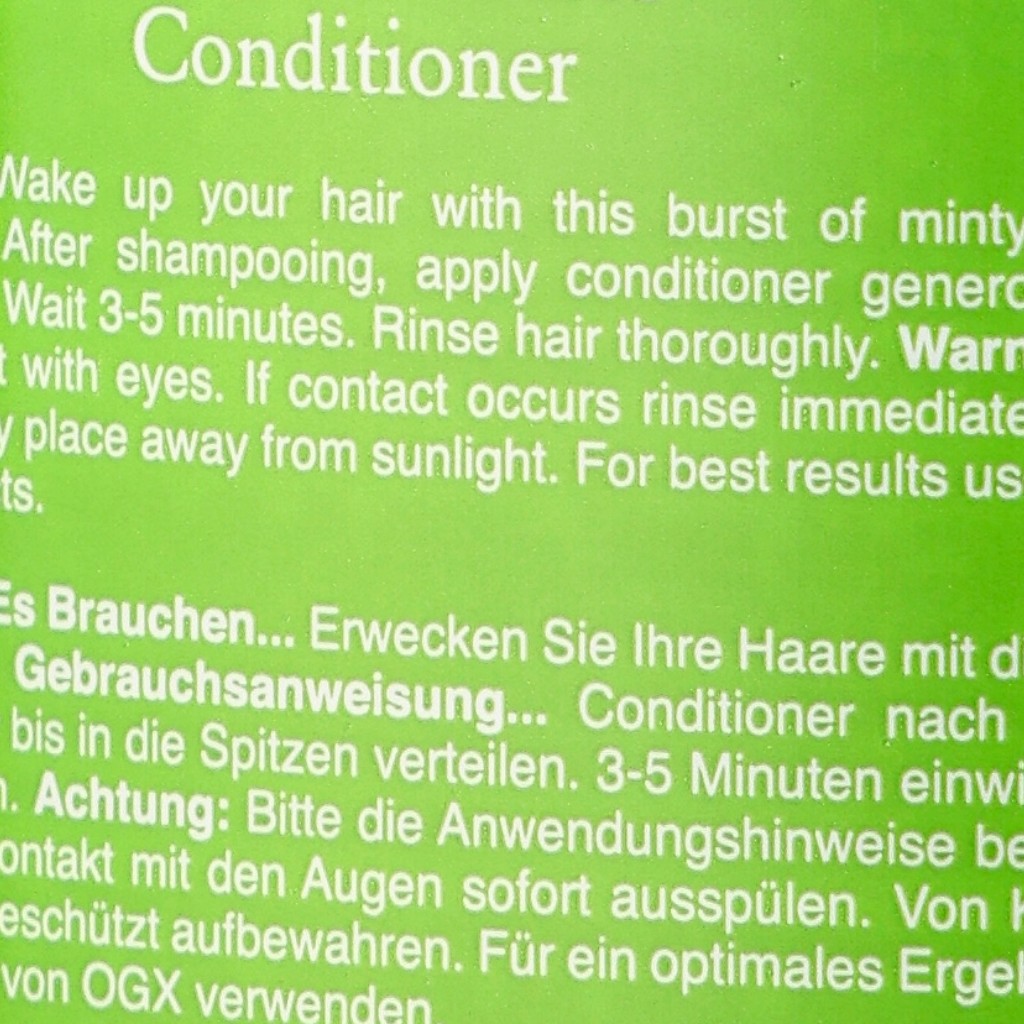 Conditioner
Wake up your hair with this burst of minty
After shampooing, apply conditioner genero
Wait 3-5 minutes. Rinse hair thoroughly. Warn
t with eyes. If contact occurs rinse immediate
y place away from sunlight. For best results us
ts.
Es Brauchen... Erwecken Sie Ihre Haare mit di
Gebrauchsanweisung... Conditioner nach
bis in die Spitzen verteilen. 3-5 Minuten einwi
n. Achtung: Bitte die Anwendungshinweise be
ontakt mit den Augen sofort ausspülen. Von K
eschützt aufbewahren. Für ein optimales Ergeb
von OGX verwenden.